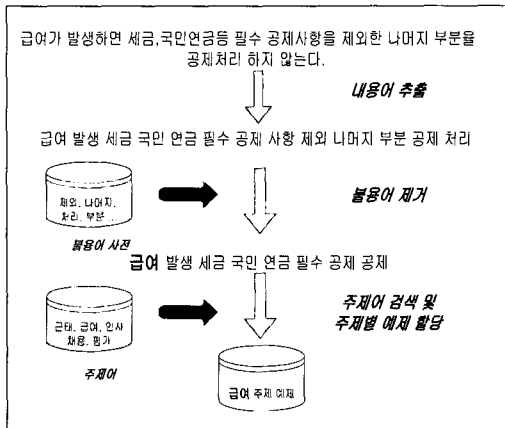 급여가 발생하면 세금,국민연금등 필수 공제사항을 제외한 나머지 부분을
공제처리 하지 않는다.
내용어 추출
급여 발생 세금 국민 연금 필수 공제 사항 제외 나머지 부분 공제 처리
제외, 나머지,
처리, 부분 ...
불용어 사전
불용어 제거
급여 발생 세금 국민 연금 필수 공제 공제
근태, 급여, 인사
채용, 평가
주제어
주제어 검색 및
주제별 예제 할당
급여 주제 예제